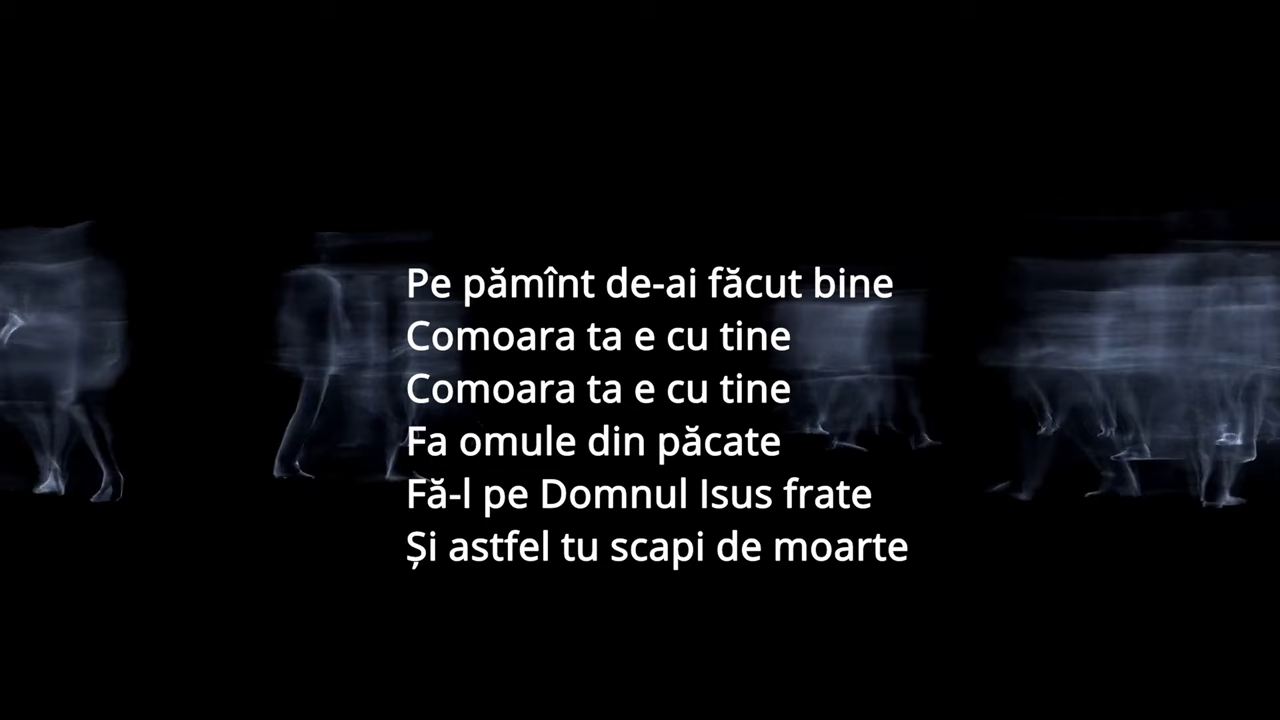 Pe pămînt de-ai făcut bine
Comoara ta e cu tine
Comoara ta e cu tine
Fa omule din păcate
Fă-l pe Domnul Isus frate
Și astfel tu scapi de moarte